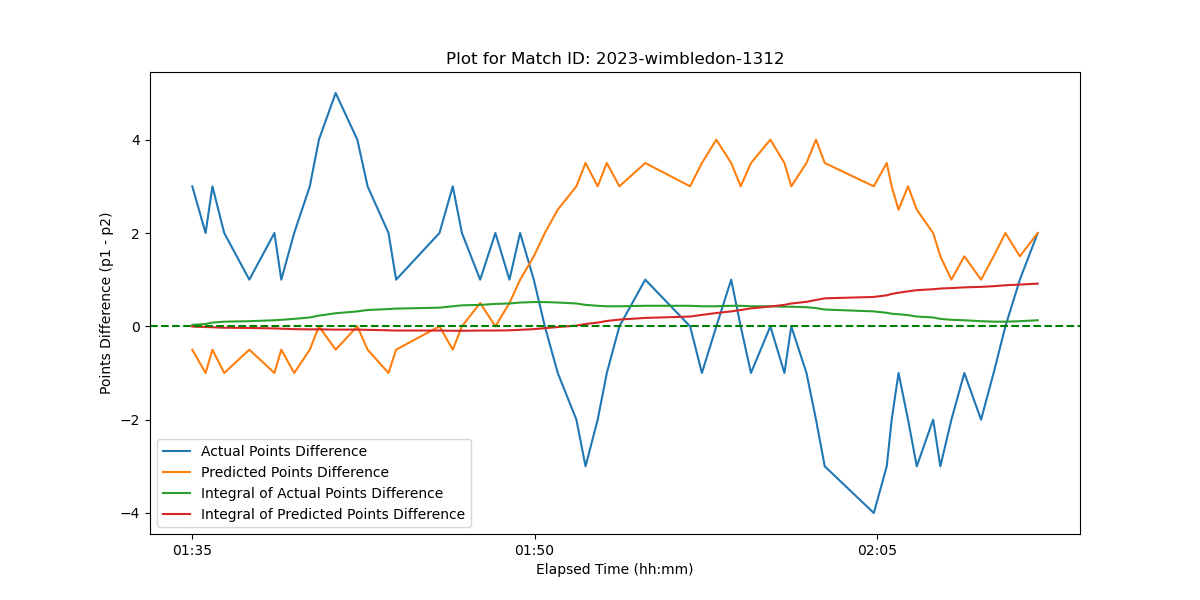 Plot for Match ID: 2023-wimbledon-1312
Points Difference (p1 - p2)
4
2
0
−2
−4
Actual Points Difference
Predicted Points Difference
Integral of Actual Points Difference
Integral of Predicted Points Difference
01:35 01:50 02:05
Elapsed Time (hh:mm)